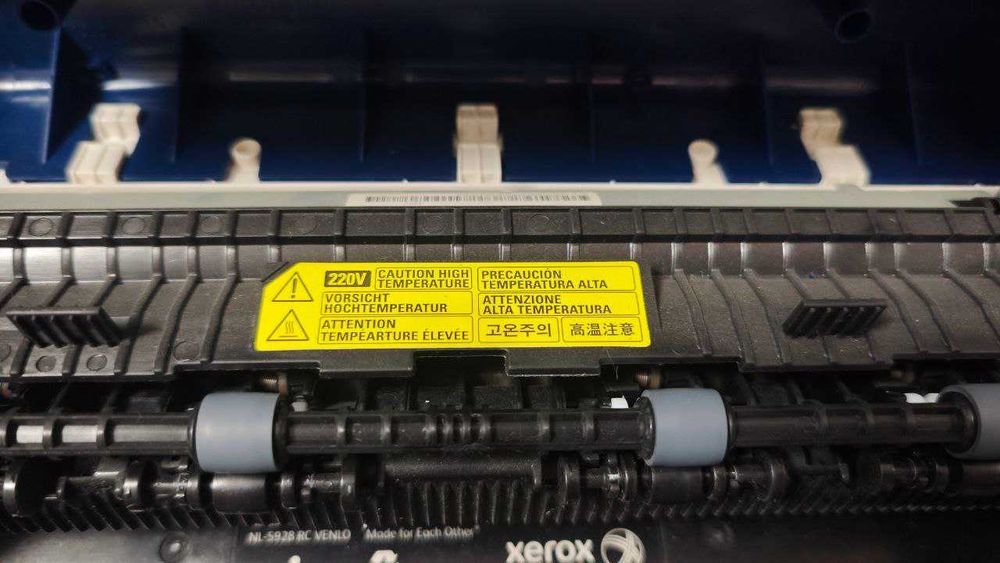 220V CAUTION HIGH TEMPERATURE
PRECAUCIÓN TEMPERATURA ALTA
VORSICHT HOCHTEMPERATUR
ATTENZIONE ALTA TEMPERATURA
ATTENTION TEMPÉARTURE ÉLEVÉE
고온주의
高温注意
NL-5928 RC VENLO Made for Each Other
xerox